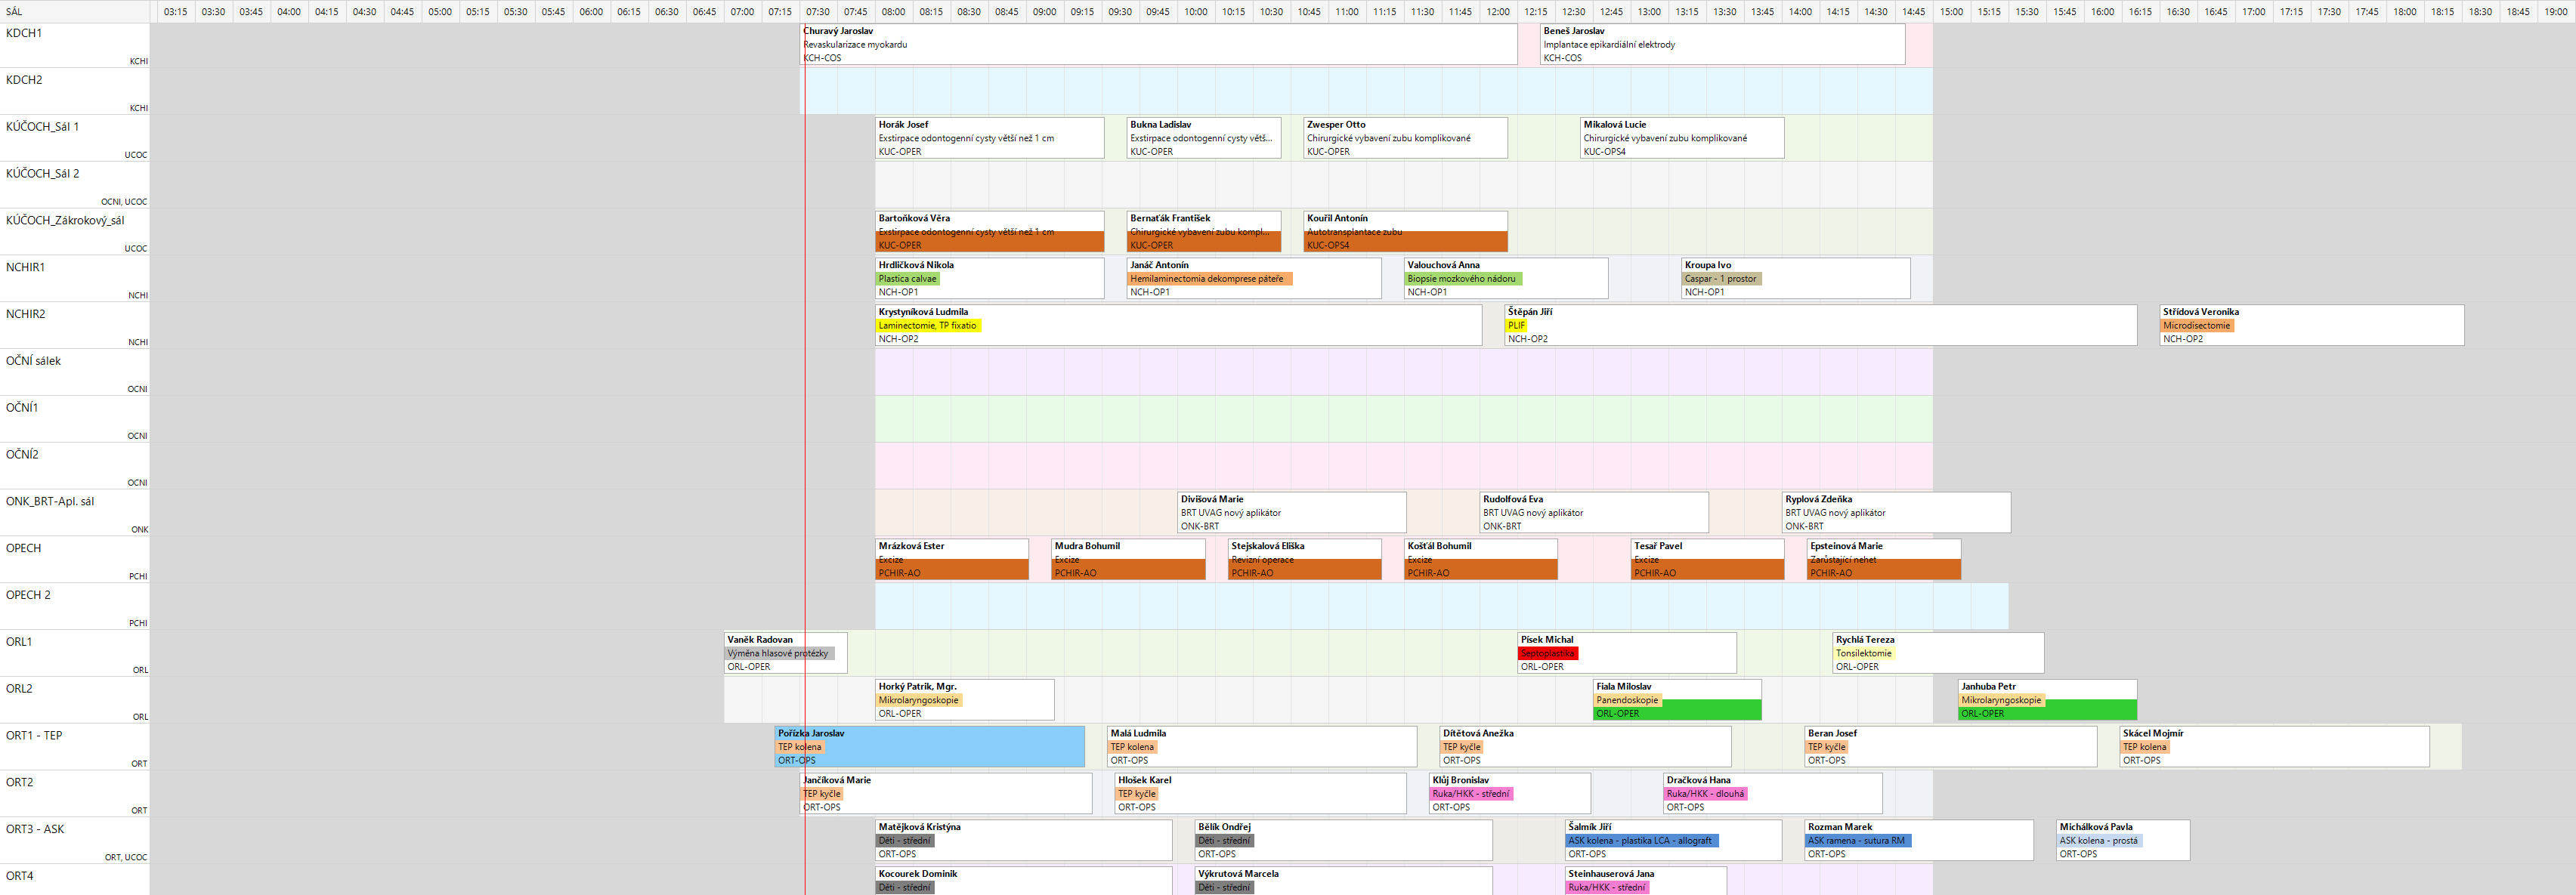 SÁL 03:15 03:30 03:45 04:00 04:15 04:30 04:45 05:00 05:15 05:30 05:45 06:00 06:15 06:30 06:45 07:00 07:15 07:30 07:45 08:00 08:15 08:30 08:45 09:00 09:15 09:30 09:45 10:00 10:15 10:30 10:45 11:00 11:15 11:30 11:45 12:00 12:15 12:30 12:45 13:00 13:15 13:30 13:45 14:00 14:15 14:30 14:45 15:00 15:15 15:30 15:45 16:00 16:15 16:30 16:45 17:00 17:15 17:30 17:45 18:00 18:15 18:30 18:45 19:00
KDCH1 Churavý Jaroslav Beneš Jaroslav
Revaskularizace myokardu Implantace epikardiální elektrody
KCHI KCH-COS KCH-COS
KDCH2
KCHI
KÚČOCH_Sál 1 Horák Josef Bukna Ladislav Zwesper Otto Mikalová Lucie
Exstirpace odontogenní cysty větší než 1 cm Exstirpace odontogenní cysty větš... Chirurgické vybavení zubu komplikované Chirurgické vybavení zubu komplikované
UCOC KUC-OPER KUC-OPER KUC-OPER KUC-OPS4
KÚČOCH_Sál 2
OCNI, UCOC
KÚČOCH_Zákrokový_sál Bartoňková Věra Bernaťák František Kouřil Antonín
Exstirpace odontogenní cysty větší než 1 cm Chirurgické vybavení zubu kompl... Autotransplantace zubu
UCOC KUC-OPER KUC-OPER KUC-OPS4
NCHIR1 Hrdličková Nikola Janáč Antonín Valouchová Anna Kroupa Ivo
Plastica calvae Hemilaminectomia dekomprese páteře Biopsie mozkového nádoru Caspar - 1 prostor
NCHI NCH-OP1 NCH-OP1 NCH-OP1 NCH-OP1
NCHIR2 Krystyníková Ludmila Štěpán Jiří Střídová Veronika
Laminectomie, TP fixatio PLIF Microdisectomie
NCHI NCH-OP2 NCH-OP2 NCH-OP2
OČNÍ sálek
OCNI
OČNÍ1
OCNI
OČNÍ2
OCNI
ONK_BRT-Apl. sál Divišová Marie Rudolfová Eva Ryplová Zdeňka
BRT UVAG nový aplikátor BRT UVAG nový aplikátor BRT UVAG nový aplikátor
ONK ONK-BRT ONK-BRT ONK-BRT
OPECH Mrázková Ester Mudra Bohumil Stejskalová Eliška Košťál Bohumil Tesař Pavel Epsteinová Marie
Excize Excize Revizní operace Excize Excize Zarůstající nehet
PCHI PCHIR-AO PCHIR-AO PCHIR-AO PCHIR-AO PCHIR-AO PCHIR-AO
OPECH 2
PCHI
ORL1 Vaněk Radovan Písek Michal Rychlá Tereza
Výměna hlasové protézky Septoplastika Tonsilektomie
ORL ORL-OPER ORL-OPER ORL-OPER
ORL2 Horký Patrik, Mgr. Fiala Miloslav Janhuba Petr
Mikrolaryngoskopie Panendoskopie Mikrolaryngoskopie
ORL ORL-OPER ORL-OPER ORL-OPER
ORT1 - TEP Pořízka Jaroslav Malá Ludmila Dítětová Anežka Beran Josef Skácel Mojmír
TEP kolena TEP kolena TEP kyčle TEP kyčle TEP kolena
ORT ORT-OPS ORT-OPS ORT-OPS ORT-OPS ORT-OPS
ORT2 Jančíková Marie Hlošek Karel Klůj Bronislav Dračková Hana
TEP kyčle TEP kyčle Ruka/HKK - střední Ruka/HKK - dlouhá
ORT ORT-OPS ORT-OPS ORT-OPS ORT-OPS
ORT3 - ASK Matějková Kristýna Bělík Ondřej Šalmík Jiří Rozman Marek Michálková Pavla
Děti - střední Děti - střední ASK kolena - plastika LCA - allograft ASK ramena - sutura RM ASK kolena - prostá
ORT, UCOC ORT-OPS ORT-OPS ORT-OPS ORT-OPS ORT-OPS
ORT4 Kocourek Dominik Výkrutová Marcela Steinhauserová Jana
Děti - střední Děti - střední Ruka/HKK - střední